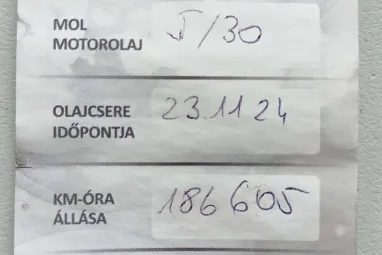 MOL
MOTOROLAJ
5/30
OLAJCSERE
IDŐPONTJA
23.11.24
KM-ÓRA
ÁLLÁSA
186605